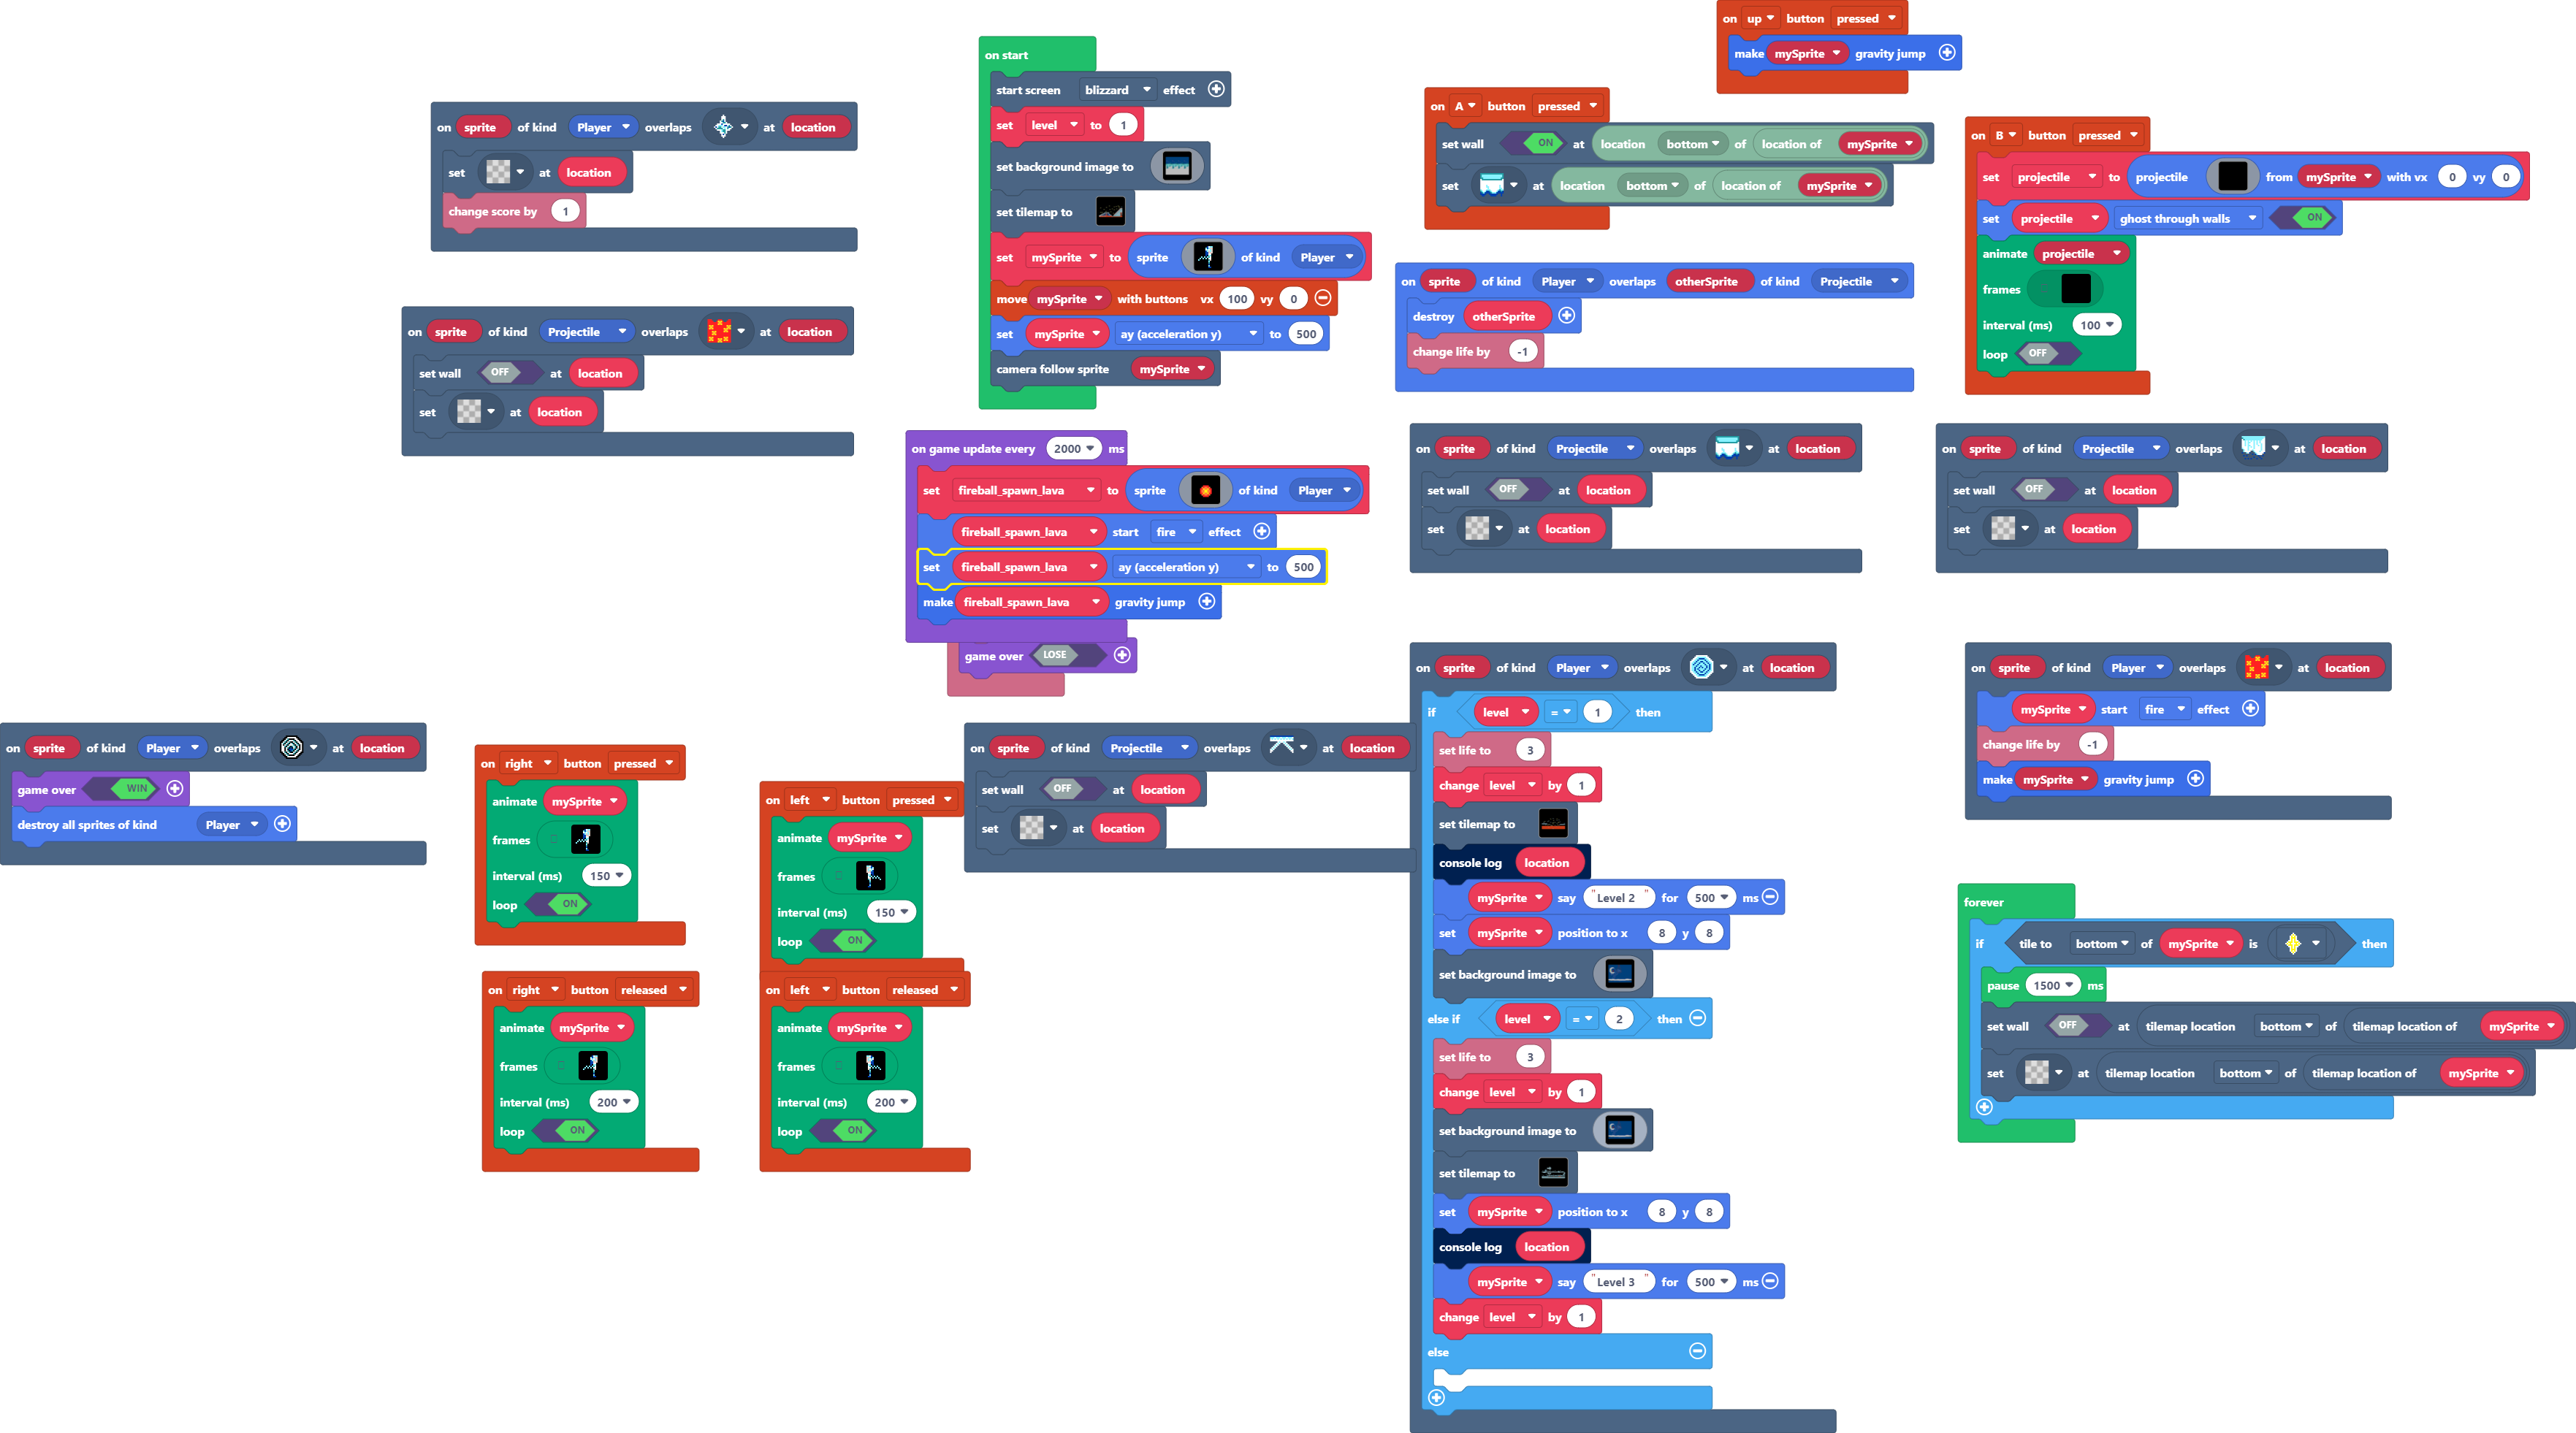 on up button pressed
make mySprite gravity jump
on start
start screen blizzard effect
set level to 1
set background image to
set tilemap to
set mySprite to sprite of kind Player
move mySprite with buttons vx 100 vy 0
set mySprite ay (acceleration y) to 500
camera follow sprite mySprite
on A button pressed
set wall ON at location bottom of location of mySprite
set at location bottom of location of mySprite
on B button pressed
set projectile to projectile from mySprite with vx 0 vy 0
set projectile ghost through walls ON
animate projectile
frames
interval (ms) 100
loop OFF
on sprite of kind Player overlaps at location
set at location
change score by 1
on sprite of kind Player overlaps otherSprite of kind Projectile
destroy otherSprite
change life by -1
on sprite of kind Projectile overlaps at location
set wall OFF at location
set at location
on game update every 2000 ms
set fireball_spawn_lava to sprite of kind Player
fireball_spawn_lava start fire effect
set fireball_spawn_lava ay (acceleration y) to 500
make fireball_spawn_lava gravity jump
game over LOSE
on sprite of kind Projectile overlaps at location
set wall OFF at location
set at location
on sprite of kind Projectile overlaps at location
set wall OFF at location
set at location
on sprite of kind Player overlaps at location
game over WIN
destroy all sprites of kind Player
on right button pressed
animate mySprite
frames
interval (ms) 150
loop ON
on left button pressed
animate mySprite
frames
interval (ms) 150
loop ON
on sprite of kind Projectile overlaps at location
set wall OFF at location
set at location
on right button released
animate mySprite
frames
interval (ms) 200
loop ON
on left button released
animate mySprite
frames
interval (ms) 200
loop ON
on sprite of kind Player overlaps at location
if level = 1 then
set life to 3
change level by 1
set tilemap to
console log location
mySprite say "Level 2" for 500 ms
set mySprite position to x 8 y 8
set background image to
else if level = 2 then
set life to 3
change level by 1
set background image to
set tilemap to
set mySprite position to x 8 y 8
console log location
mySprite say "Level 3" for 500 ms
change level by 1
else
on sprite of kind Player overlaps at location
mySprite start fire effect
change life by -1
make mySprite gravity jump
forever
if tile to bottom of mySprite is then
pause 1500 ms
set wall OFF at tilemap location bottom of tilemap location of mySprite
set at tilemap location bottom of tilemap location of mySprite